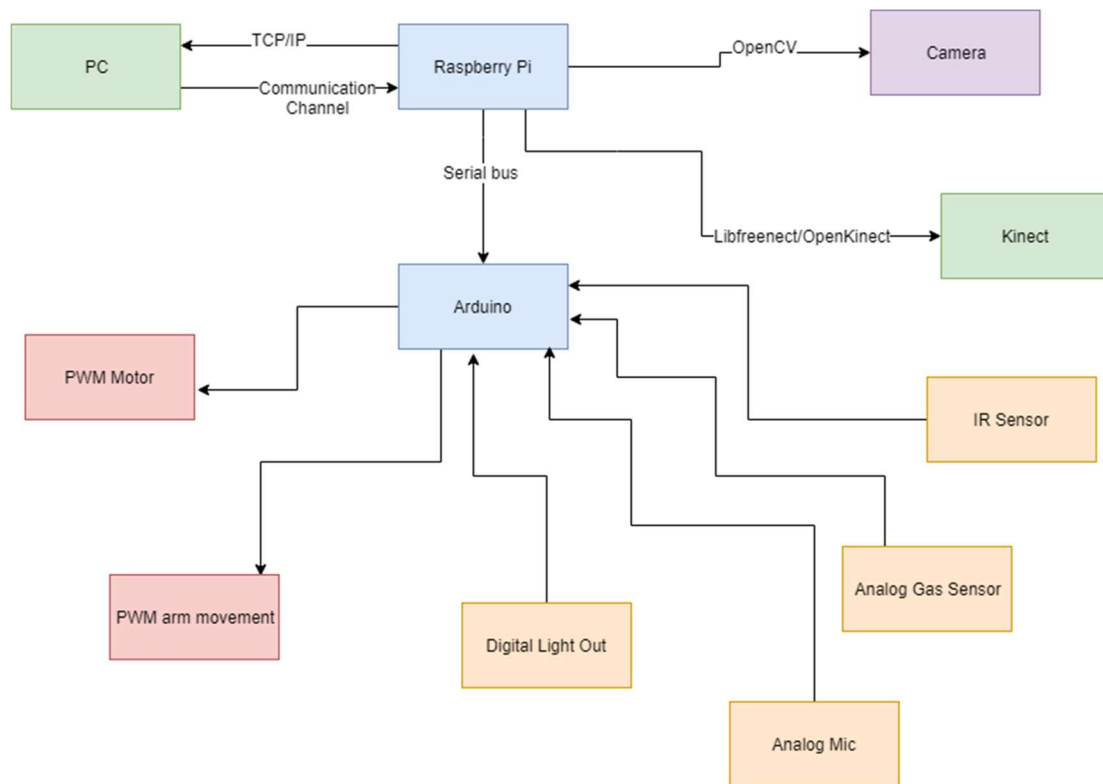 TCP/IP
OpenCV
PC
Raspberry Pi
Camera
Communication
Channel
Serial bus
Libfreenect/OpenKinect
Kinect
Arduino
PWM Motor
IR Sensor
Analog Gas Sensor
PWM arm movement
Digital Light Out
Analog Mic